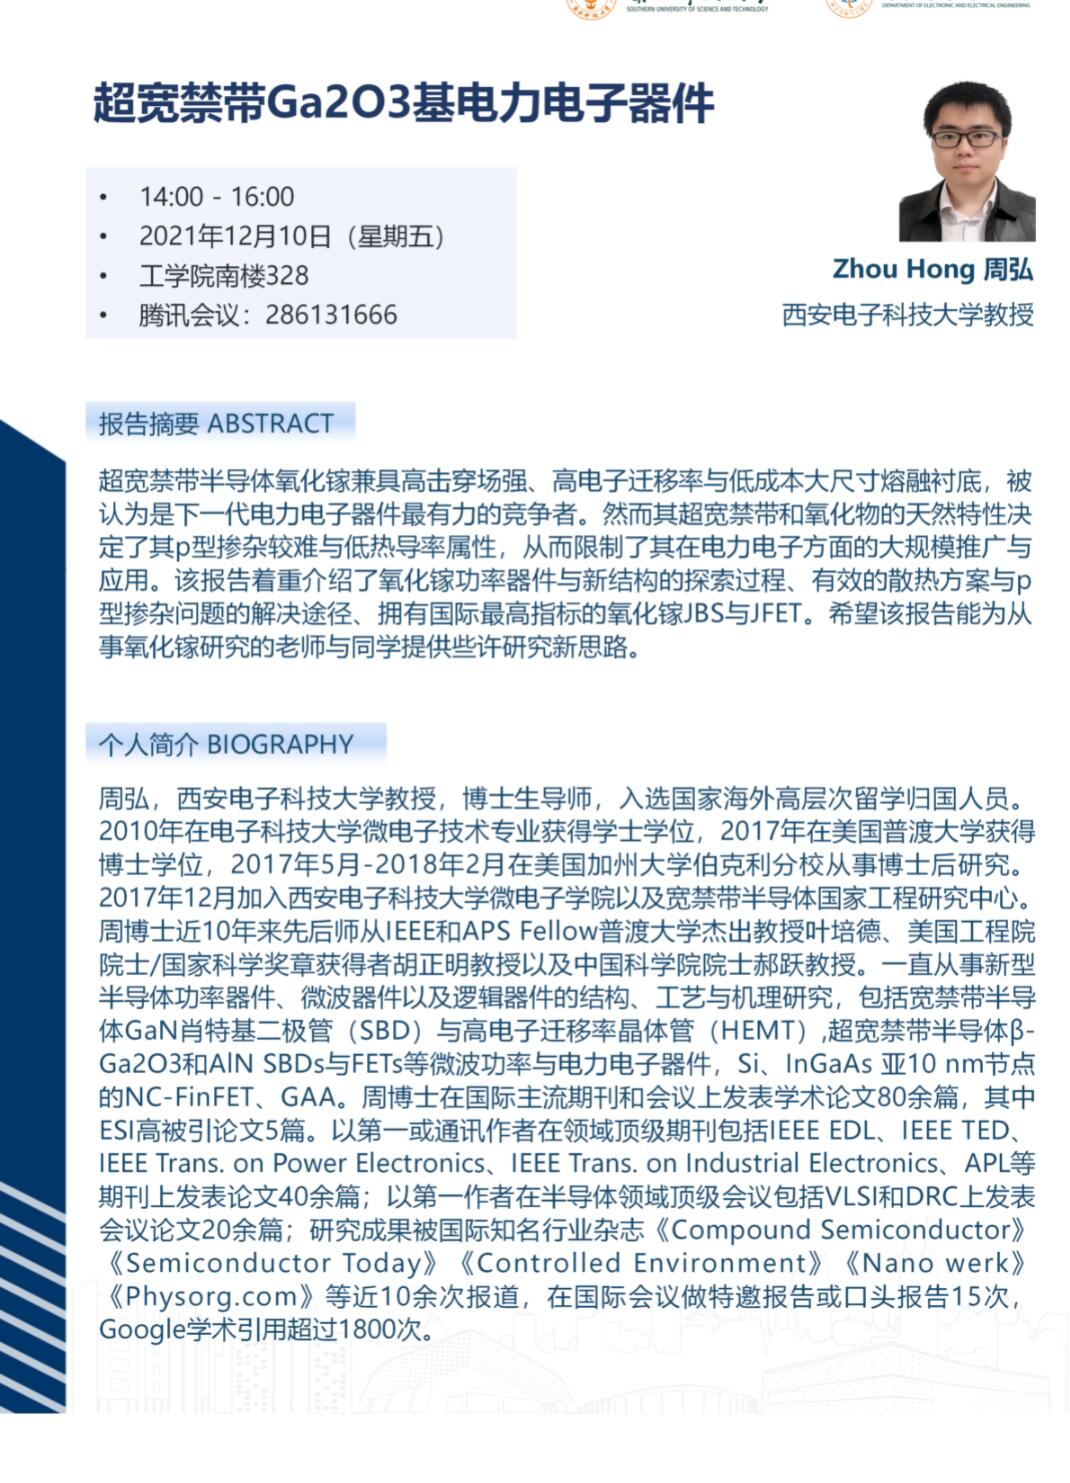 SOUTHERN UNIVERSITY OF SCIENCE AND TECHNOLOGY
DEPARTMENT OF ELECTRONIC AND ELECTRICAL ENGINEERING
超宽禁带Ga2O3基电力电子器件
• 14:00 - 16:00
• 2021年12月10日（星期五）
• 工学院南楼328
• 腾讯会议：286131666
Zhou Hong 周弘
西安电子科技大学教授
报告摘要 ABSTRACT
超宽禁带半导体氧化镓兼具高击穿场强、高电子迁移率与低成本大尺寸熔融衬底，被
认为是下一代电力电子器件最有力的竞争者。然而其超宽禁带和氧化物的天然特性决
定了其p型掺杂较难与低热导率属性，从而限制了其在电力电子方面的大规模推广与
应用。该报告着重介绍了氧化镓功率器件与新结构的探索过程、有效的散热方案与p
型掺杂问题的解决途径、拥有国际最高指标的氧化镓JBS与JFET。希望该报告能为从
事氧化镓研究的老师与同学提供些许研究新思路。
个人简介 BIOGRAPHY
周弘，西安电子科技大学教授，博士生导师，入选国家海外高层次留学归国人员。
2010年在电子科技大学微电子技术专业获得学士学位，2017年在美国普渡大学获得
博士学位，2017年5月-2018年2月在美国加州大学伯克利分校从事博士后研究。
2017年12月加入西安电子科技大学微电子学院以及宽禁带半导体国家工程研究中心。
周博士近10年来先后师从IEEE和APS Fellow普渡大学杰出教授叶培德、美国工程院
院士/国家科学奖章获得者胡正明教授以及中国科学院院士郝跃教授。一直从事新型
半导体功率器件、微波器件以及逻辑器件的结构、工艺与机理研究，包括宽禁带半导
体GaN肖特基二极管（SBD）与高电子迁移率晶体管（HEMT）,超宽禁带半导体β-
Ga2O3和AlN SBDs与FETs等微波功率与电力电子器件，Si、InGaAs 亚10 nm节点
的NC-FinFET、GAA。周博士在国际主流期刊和会议上发表学术论文80余篇，其中
ESI高被引论文5篇。以第一或通讯作者在领域顶级期刊包括IEEE EDL、IEEE TED、
IEEE Trans. on Power Electronics、IEEE Trans. on Industrial Electronics、APL等
期刊上发表论文40余篇；以第一作者在半导体领域顶级会议包括VLSI和DRC上发表
会议论文20余篇；研究成果被国际知名行业杂志《Compound Semiconductor》
《Semiconductor Today》《Controlled Environment》《Nano werk》
《Physorg.com》等近10余次报道，在国际会议做特邀报告或口头报告15次，
Google学术引用超过1800次。